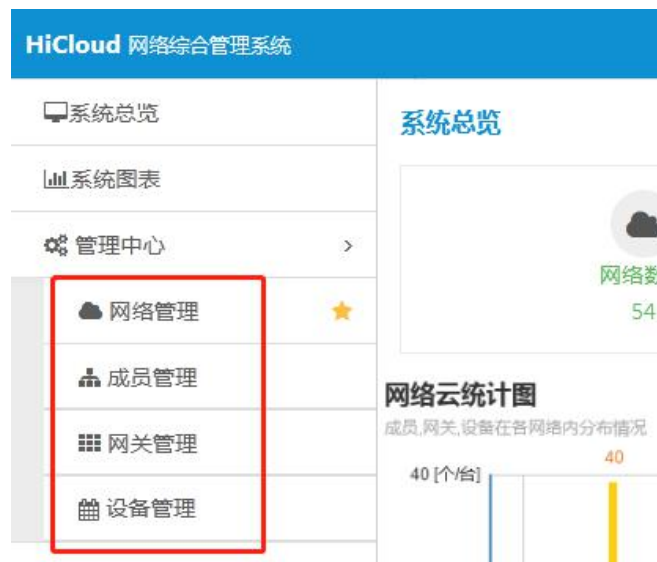 HiCloud 网络综合管理系统
系统总览
系统图表
管理中心
网络管理
成员管理
网关管理
设备管理
系统总览
网络数
54
网络云统计图
成员,网关,设备在各网络内分布情况
40
40 [个/台]